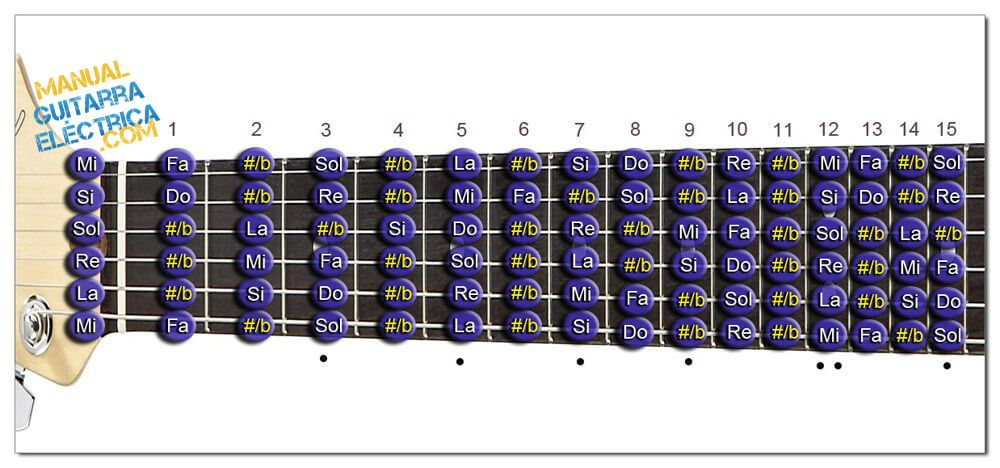 MANUAL
GUITARRA
ELÉCTRICA
.COM
1 2 3 4 5 6 7 8 9 10 11 12 13 14 15
Mi Fa #/b Sol #/b La #/b Si Do #/b Re #/b Mi Fa #/b Sol
Si Do #/b Re #/b Mi Fa #/b Sol #/b La #/b Si Do #/b Re
Sol #/b La #/b Si Do #/b Re #/b Mi Fa #/b Sol #/b La #/b
Re #/b Mi Fa #/b Sol #/b La #/b Si Do #/b Re #/b Mi Fa
La #/b Si Do #/b Re #/b Mi Fa #/b Sol #/b La #/b Si Do
Mi Fa #/b Sol #/b La #/b Si Do #/b Re #/b Mi Fa #/b Sol